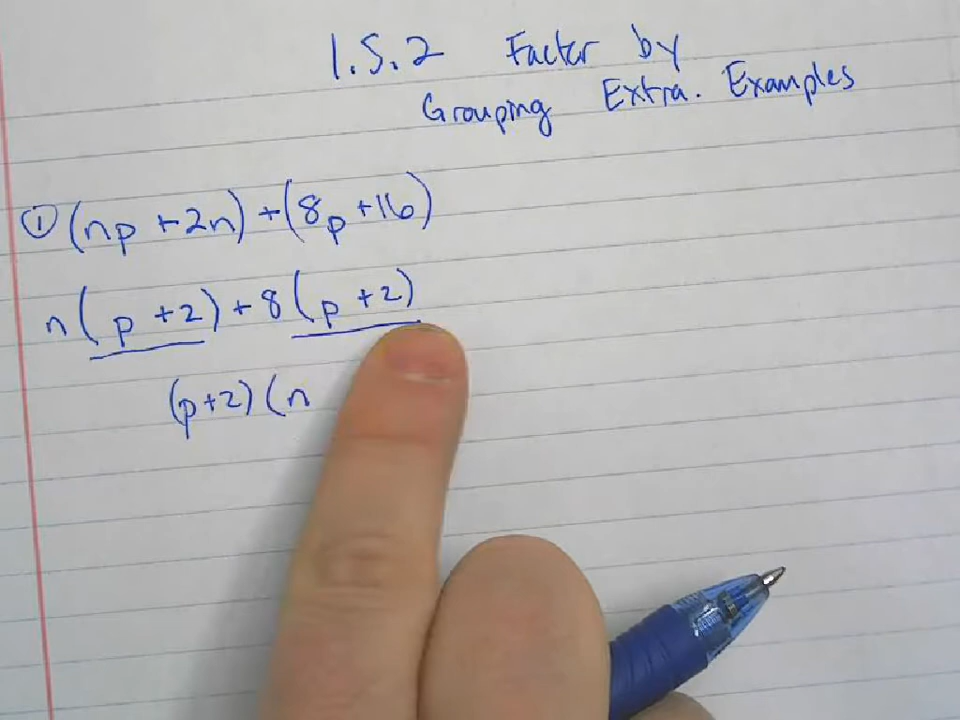 1.5.2 Factor by
Grouping Extra. Examples
① (np + 2n) + (8p + 16)
n(p + 2) + 8(p + 2)
(p+2)(n